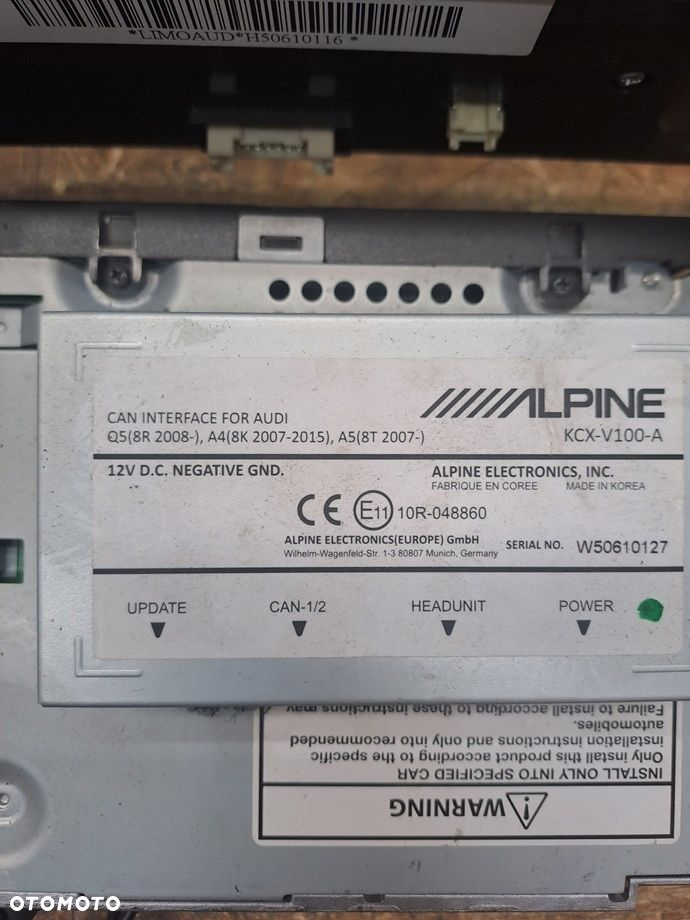 *LIMOAUD*H50610116 *
CAN INTERFACE FOR AUDI
Q5(8R 2008-), A4(8K 2007-2015), A5(8T 2007-)
ALPINE
KCX-V100-A
12V D.C. NEGATIVE GND.
ALPINE ELECTRONICS, INC.
FABRIQUE EN COREE MADE IN KOREA
CE E11 10R-048860
ALPINE ELECTRONICS(EUROPE) GmbH
Wilhelm-Wagenfeld-Str. 1-3 80807 Munich, Germany
SERIAL NO. W50610127
UPDATE CAN-1/2 HEADUNIT POWER
WARNING
INSTALL ONLY INTO SPECIFIED CAR
Only install this product according to the specific
installation instructions and only into recommended
automobiles.
Failure to install according to these instructions may
OTOMOTO